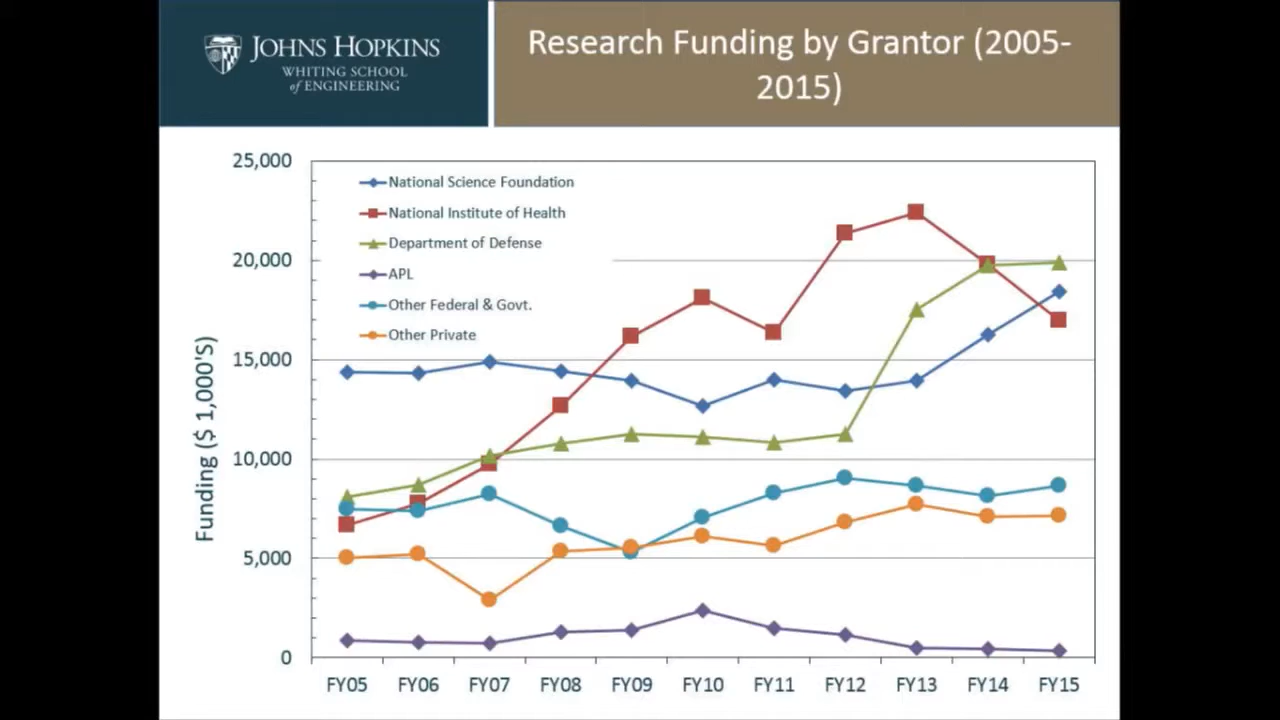 JOHNS HOPKINS
WHITING SCHOOL
of ENGINEERING
Research Funding by Grantor (2005-
2015)
25,000
20,000
15,000
10,000
5,000
0
Funding ($ 1,000'S)
National Science Foundation
National Institute of Health
Department of Defense
APL
Other Federal & Govt.
Other Private
FY05 FY06 FY07 FY08 FY09 FY10 FY11 FY12 FY13 FY14 FY15